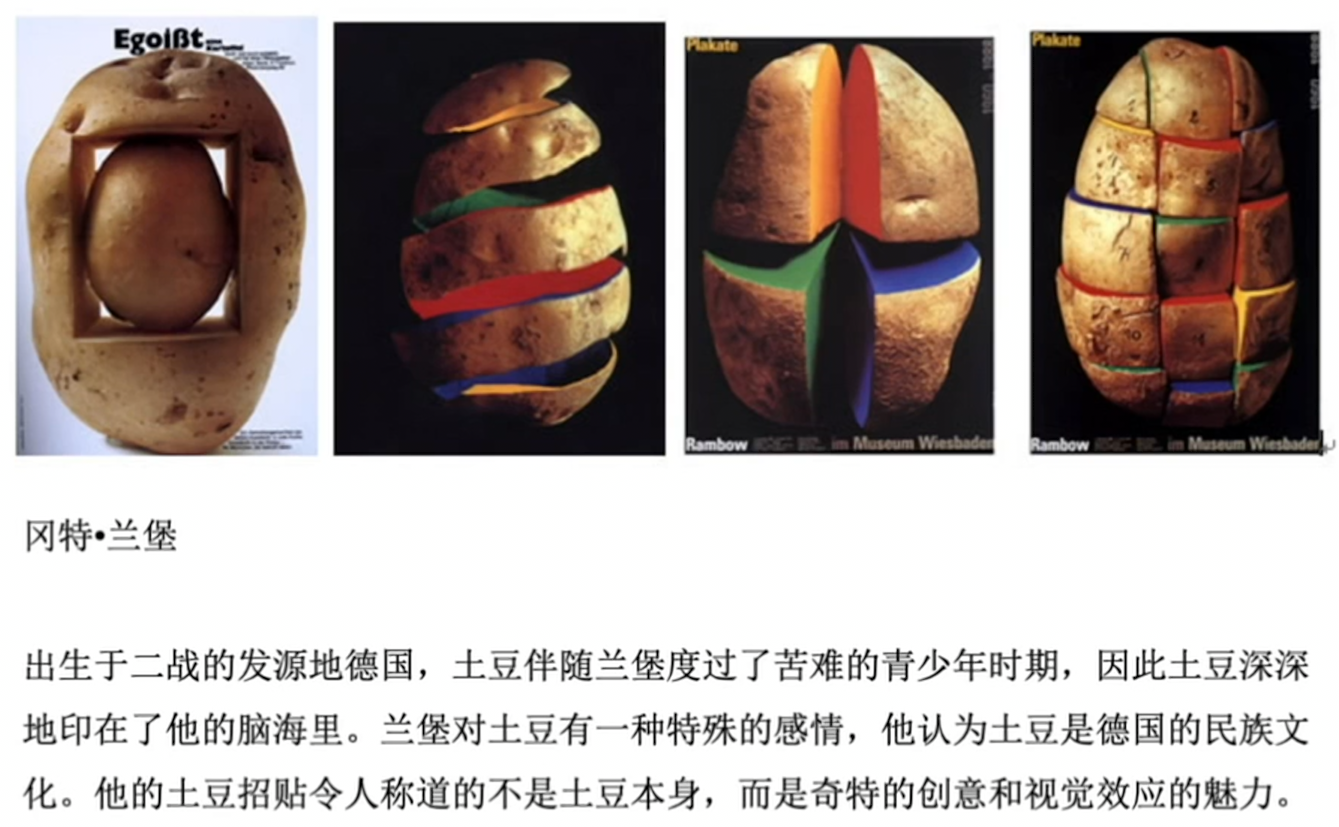 Egoißt
Plakate
Rambow
im Museum Wiesbaden
Plakate
Rambow
im Museum Wiesbaden
冈特•兰堡
出生于二战的发源地德国，土豆伴随兰堡度过了苦难的青少年时期，因此土豆深深
地印在了他的脑海里。兰堡对土豆有一种特殊的感情，他认为土豆是德国的民族文
化。他的土豆招贴令人称道的不是土豆本身，而是奇特的创意和视觉效应的魅力。